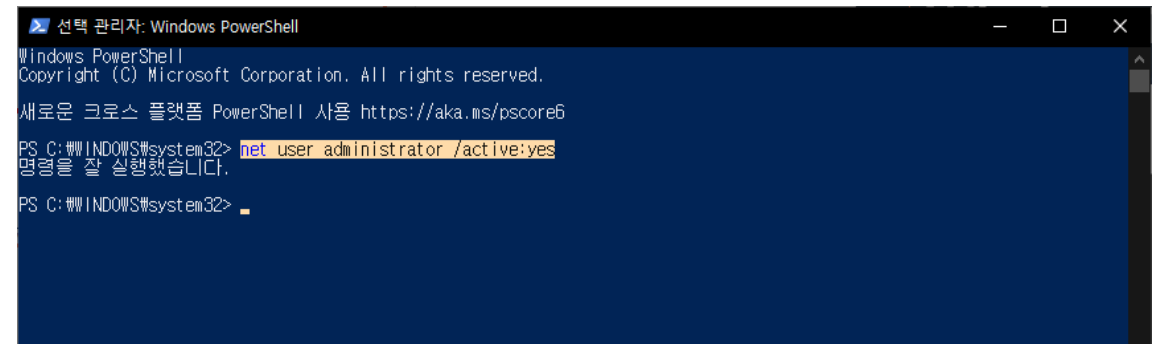 선택 관리자: Windows PowerShell
Windows PowerShell
Copyright (C) Microsoft Corporation. All rights reserved.
새로운 크로스 플랫폼 PowerShell 사용 https://aka.ms/pscore6
PS C:₩WINDOWS₩system32> net user administrator /active:yes
명령을 잘 실행했습니다.
PS C:₩WINDOWS₩system32>